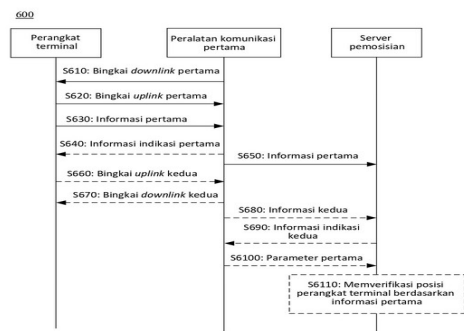 600
Perangkat
terminal
Peralatan komunikasi
pertama
Server
pemosisian
S610: Bingkai downlink pertama
S620: Bingkai uplink pertama
S630: Informasi pertama
S640: Informasi indikasi pertama
S650: Informasi pertama
S660: Bingkai uplink kedua
S670: Bingkai downlink kedua
S680: Informasi kedua
S690: Informasi indikasi
kedua
S6100: Parameter pertama
S6110: Memverifikasi posisi
perangkat terminal berdasarkan
informasi pertama